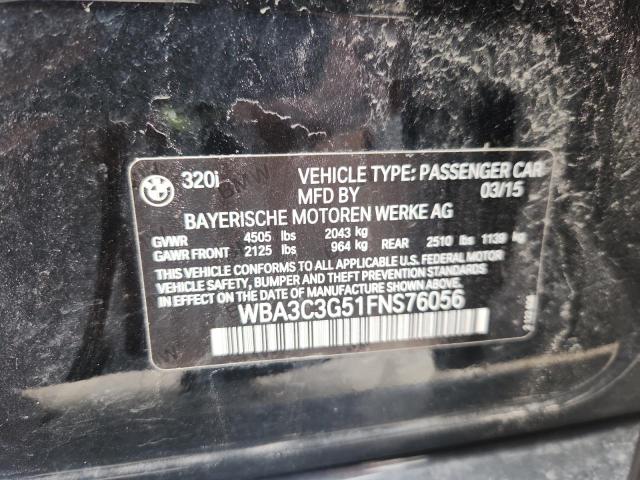 BMW
320i VEHICLE TYPE: PASSENGER CAR
MFD BY 03/15
BAYERISCHE MOTOREN WERKE AG
GVWR 4505 lbs 2043 kg
GAWR FRONT 2125 lbs 964 kg REAR 2510 lbs 1139 kg
THIS VEHICLE CONFORMS TO ALL APPLICABLE U.S. FEDERAL MOTOR
VEHICLE SAFETY, BUMPER, AND THEFT PREVENTION STANDARDS IN
EFFECT ON THE DATE OF MANUFACTURE SHOWN ABOVE.
WBA3C3G51FNS76056